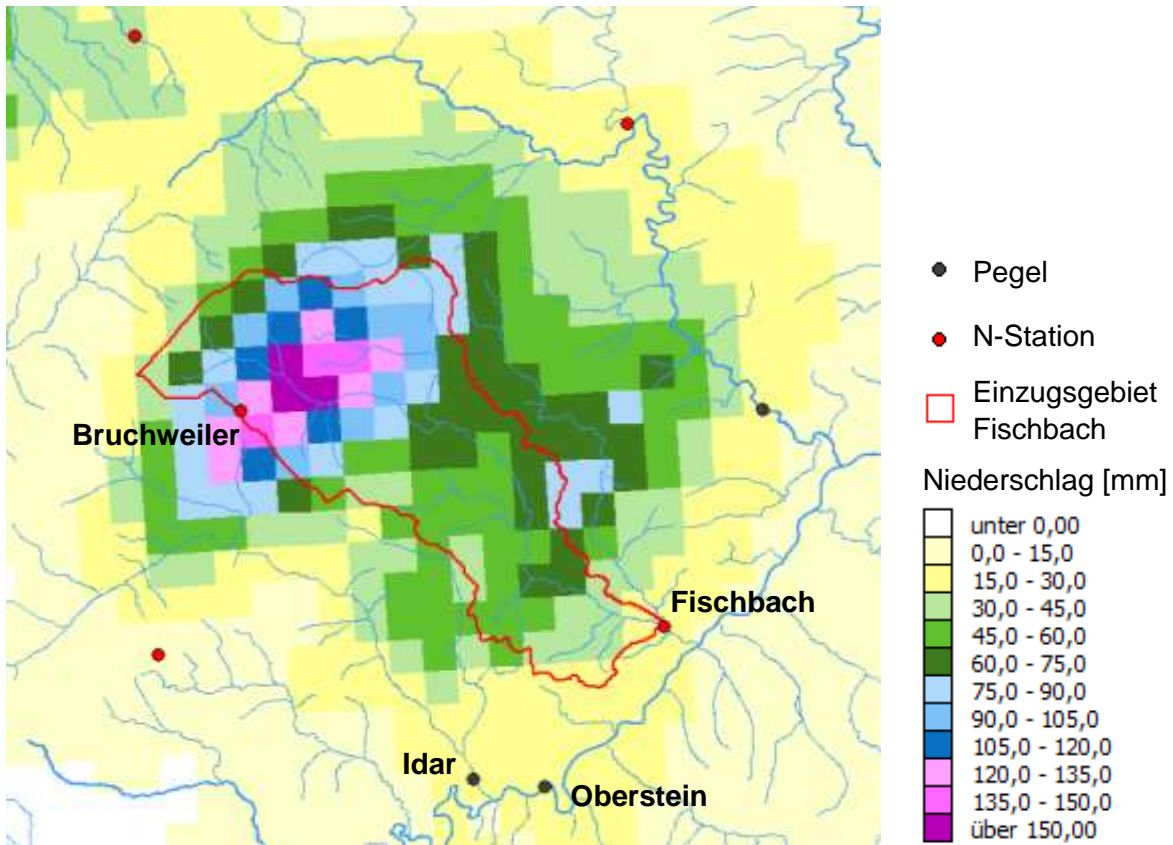 Bruchweiler
Fischbach
Idar
Oberstein
Pegel
N-Station
Einzugsgebiet
Fischbach
Niederschlag [mm]
unter 0,00
0,0 - 15,0
15,0 - 30,0
30,0 - 45,0
45,0 - 60,0
60,0 - 75,0
75,0 - 90,0
90,0 - 105,0
105,0 - 120,0
120,0 - 135,0
135,0 - 150,0
über 150,00